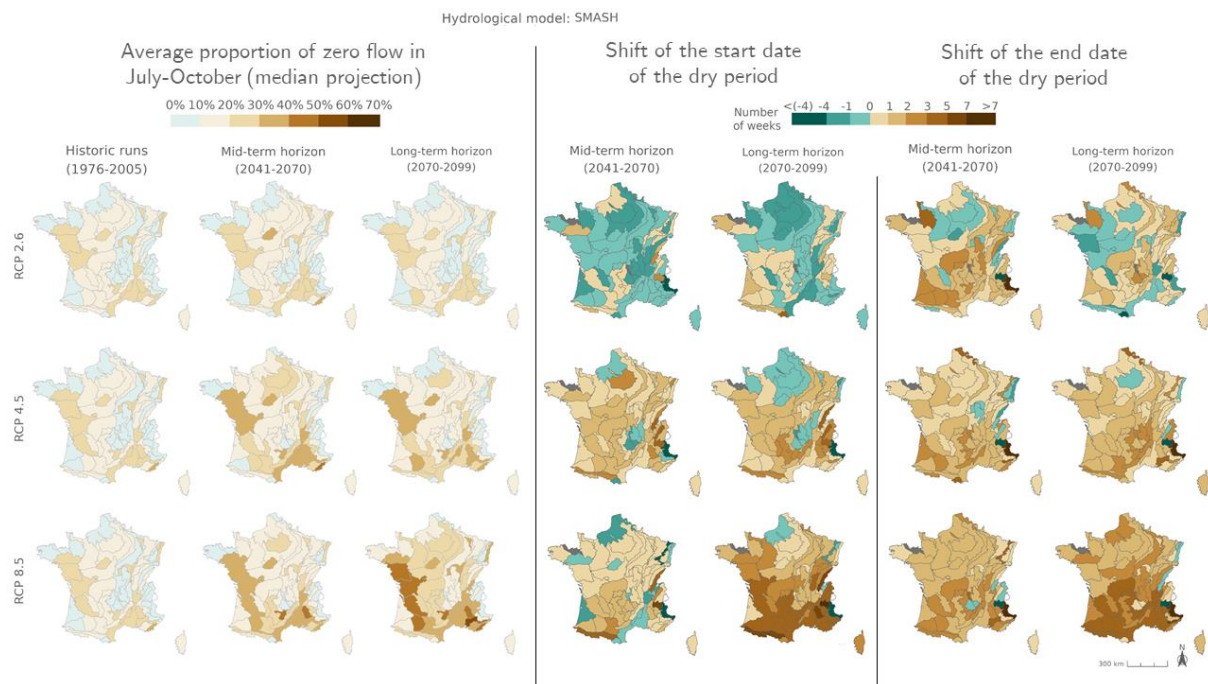 Hydrological model: SMASH
Average proportion of zero flow in
July-October (median projection)
0% 10% 20% 30% 40% 50% 60% 70%
Historic runs
(1976-2005)
Mid-term horizon
(2041-2070)
Long-term horizon
(2070-2099)
Shift of the start date
of the dry period
Shift of the end date
of the dry period
Number
of weeks
<(-4) -4 -1 0 1 2 3 5 7 >7
Mid-term horizon
(2041-2070)
Long-term horizon
(2070-2099)
Mid-term horizon
(2041-2070)
Long-term horizon
(2070-2099)
RCP 2.6
RCP 4.5
RCP 8.5
300 km
N